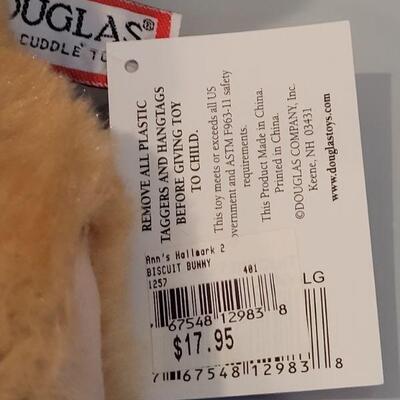 DOUGLAS®
CUDDLE
REMOVE ALL PLASTIC
TAGGERS AND HANGTAGS
BEFORE GIVING TOY
TO CHILD.
This toy meets or exceeds all US
government and ASTM F963-11 safety
requirements.
This Product Made in China.
Printed in China.
©DOUGLAS COMPANY, Inc.
Keene, NH 03431
www.douglastoys.com
LG
Ann's Hallmark 2
BISCUIT BUNNY
1257 401
7 67548 12983 8
$17.95
7 67548 12983 8